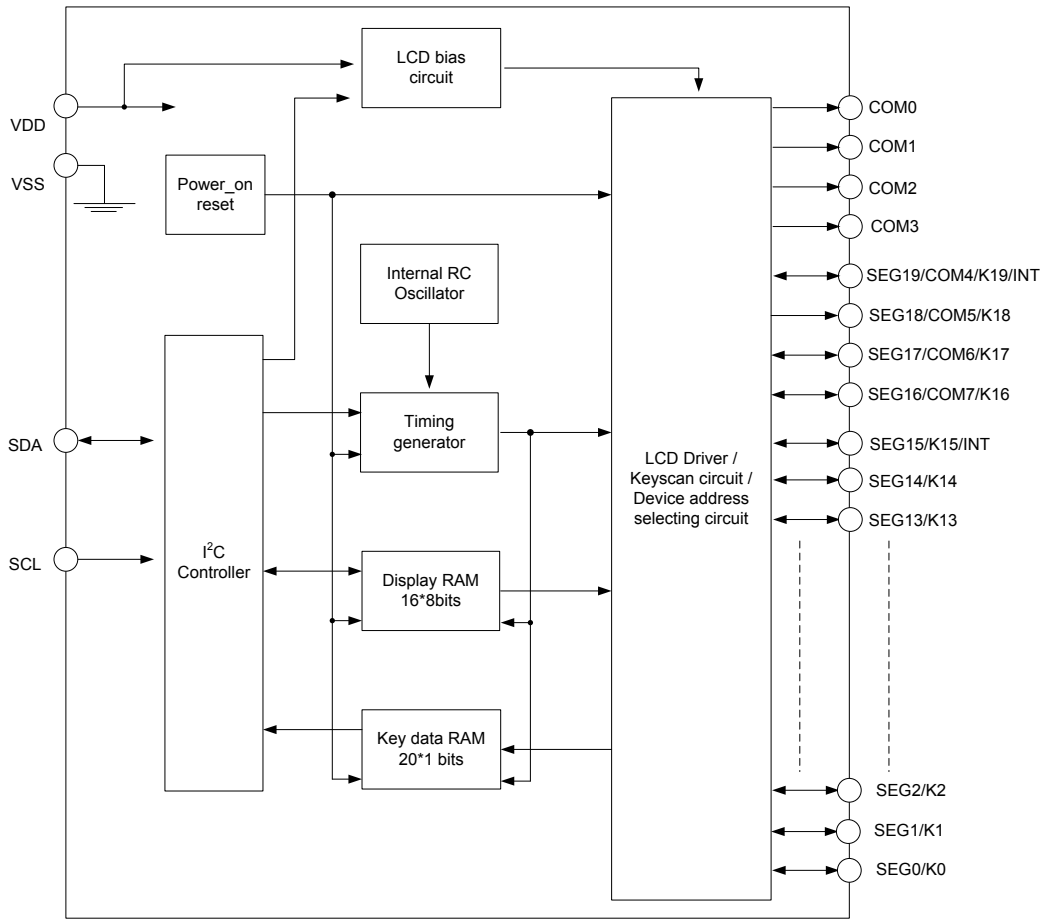 LCD bias
circuit
VDD
VSS
Power_on
reset
Internal RC
Oscillator
Timing
generator
SDA
SCL
I²C
Controller
Display RAM
16*8bits
Key data RAM
20*1 bits
LCD Driver /
Keyscan circuit /
Device address
selecting circuit
COM0
COM1
COM2
COM3
SEG19/COM4/K19/INT
SEG18/COM5/K18
SEG17/COM6/K17
SEG16/COM7/K16
SEG15/K15/INT
SEG14/K14
SEG13/K13
SEG2/K2
SEG1/K1
SEG0/K0